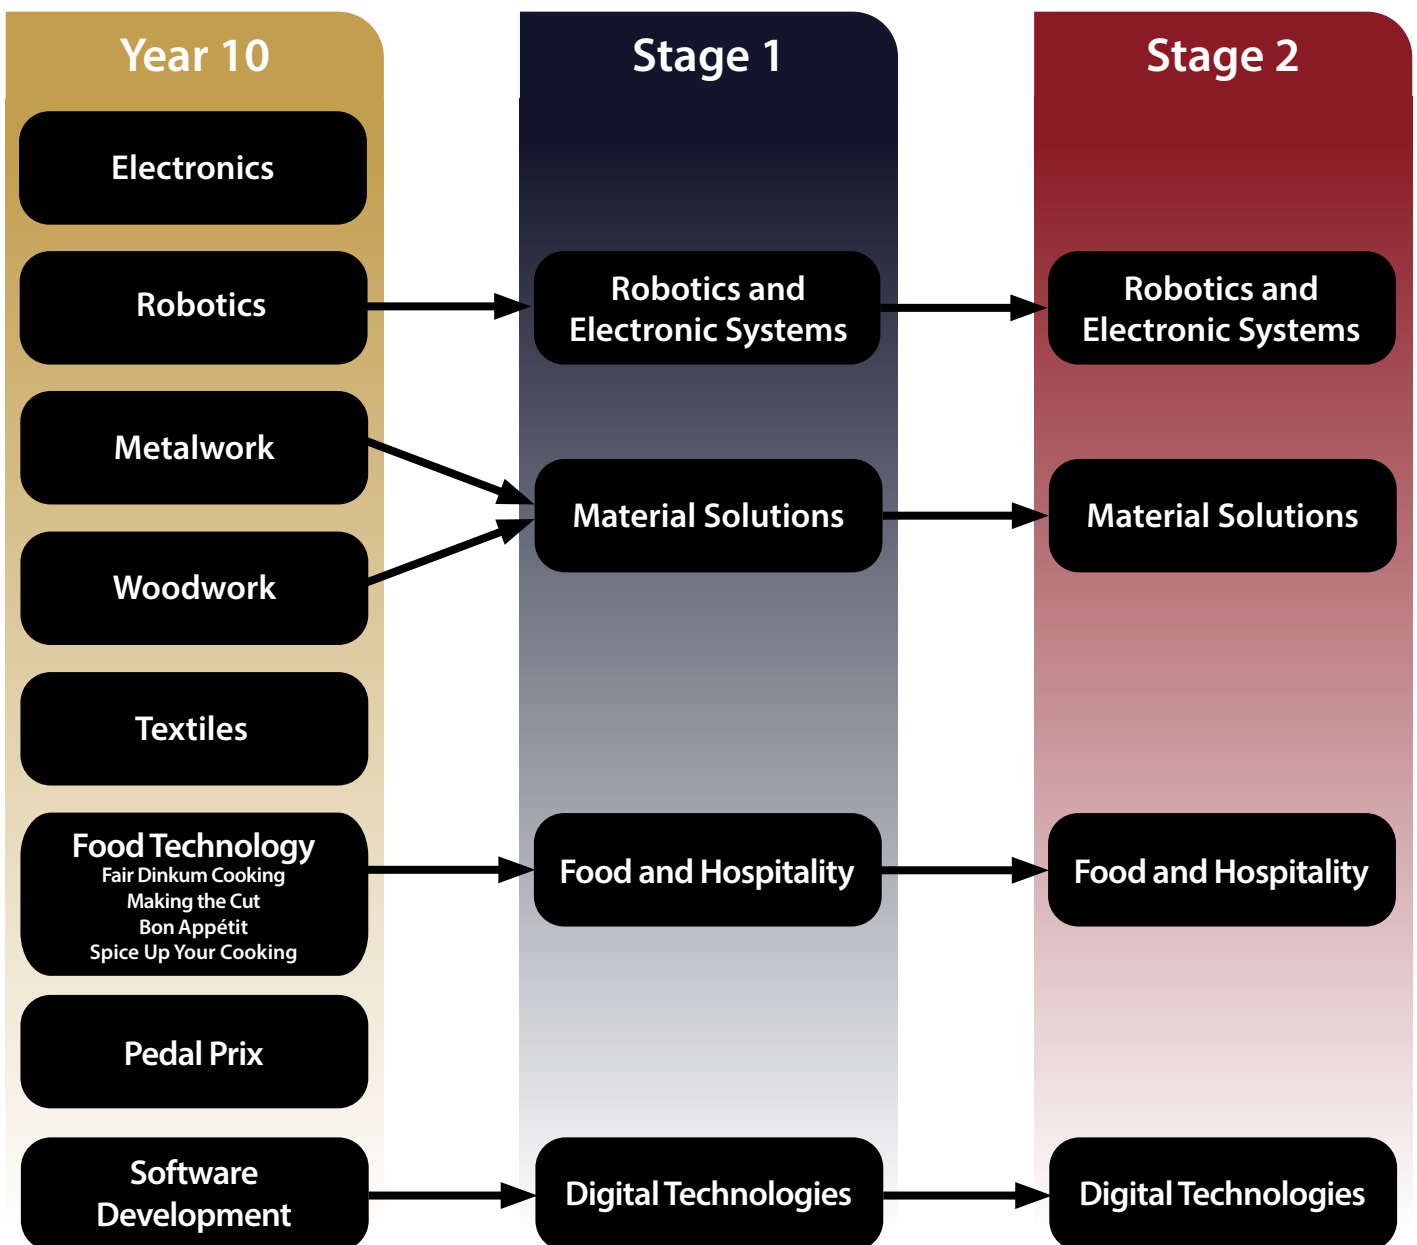 Year 10
Electronics
Robotics
Metalwork
Woodwork
Textiles
Food Technology
Fair Dinkum Cooking
Making the Cut
Bon Appétit
Spice Up Your Cooking
Pedal Prix
Software
Development
Stage 1
Robotics and
Electronic Systems
Material Solutions
Food and Hospitality
Digital Technologies
Stage 2
Robotics and
Electronic Systems
Material Solutions
Food and Hospitality
Digital Technologies